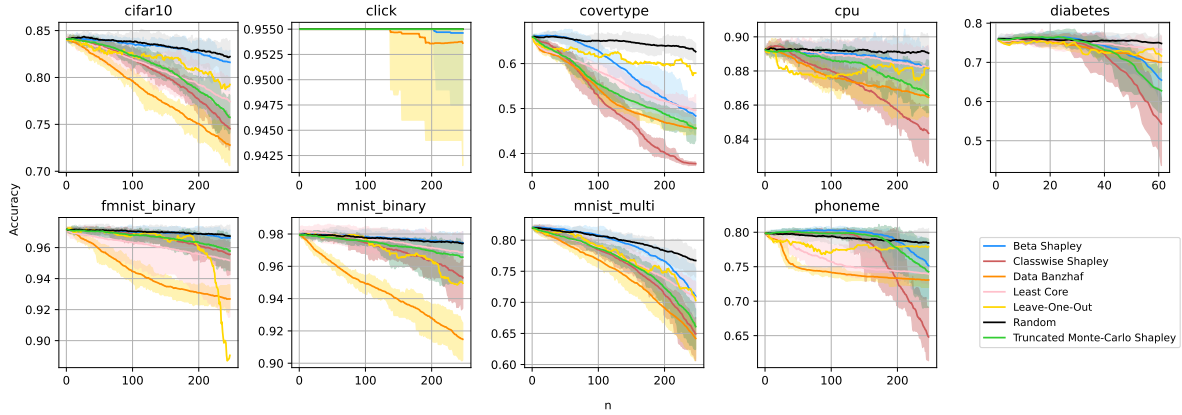 cifar10
0.85
0.80
0.75
0.70
0 100 200
click
0.9550
0.9525
0.9500
0.9475
0.9450
0.9425
0 100 200
covertype
0.6
0.5
0.4
0 100 200
cpu
0.90
0.88
0.86
0.84
0 100 200
diabetes
0.8
0.7
0.6
0.5
0 20 40 60
Accuracy
fmnist_binary
0.96
0.94
0.92
0.90
0 100 200
mnist_binary
0.98
0.96
0.94
0.92
0.90
0 100 200
mnist_multi
0.80
0.75
0.70
0.65
0.60
0 100 200
phoneme
0.80
0.75
0.70
0.65
0 100 200
Beta Shapley
Classwise Shapley
Data Banzhaf
Least Core
Leave-One-Out
Random
Truncated Monte-Carlo Shapley
n